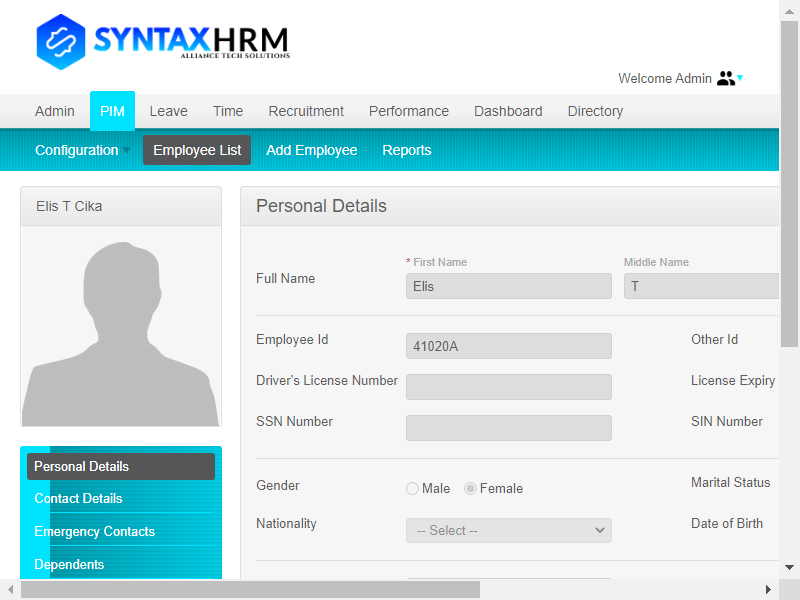 SYNTAXHRM
ALLIANCE TECH SOLUTIONS
Welcome Admin
Admin PIM Leave Time Recruitment Performance Dashboard Directory
Configuration Employee List Add Employee Reports
Elis T Cika
Personal Details
* First Name Middle Name
Full Name Elis T
Employee Id 41020A Other Id
Driver's License Number License Expiry
SSN Number SIN Number
Gender Male Female Marital Status
Nationality -- Select -- Date of Birth
Personal Details
Contact Details
Emergency Contacts
Dependents